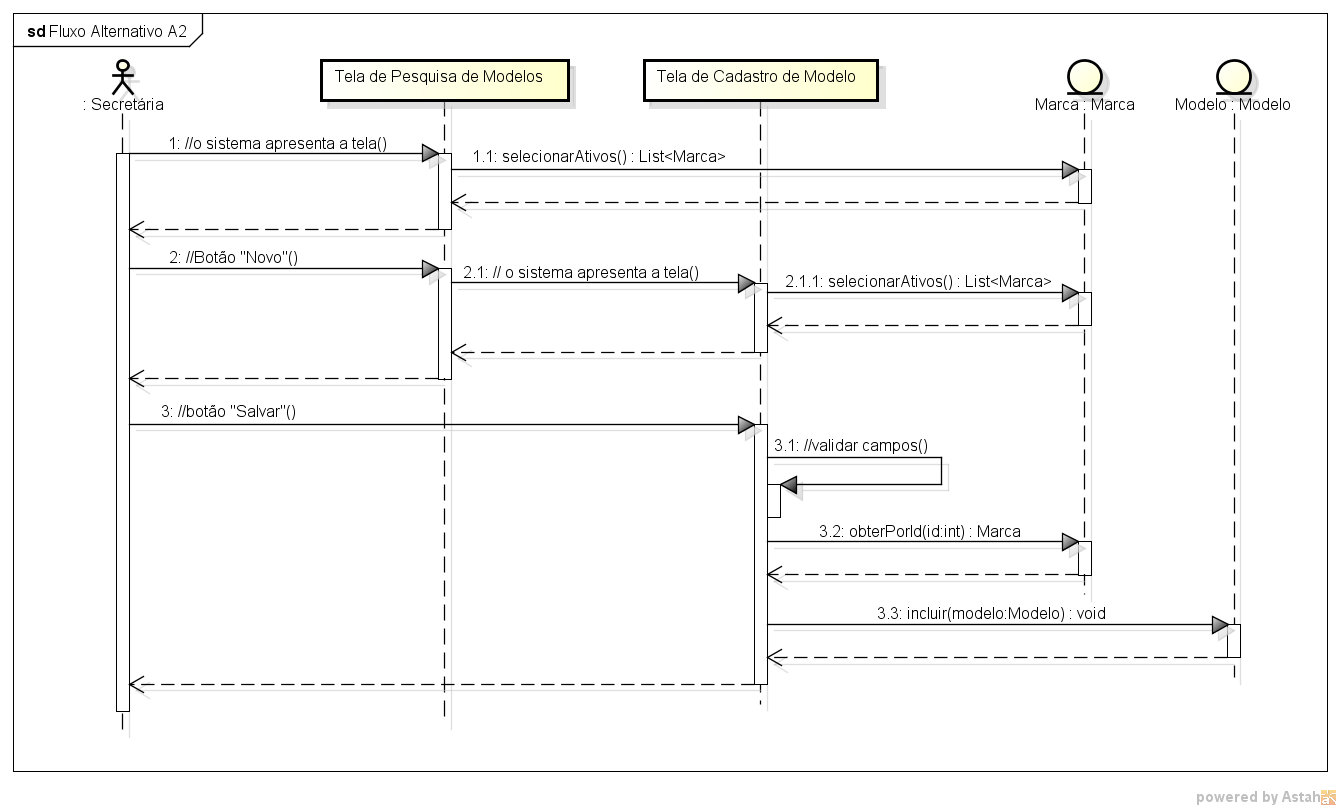 sd Fluxo Alternativo A2
Tela de Pesquisa de Modelos
Tela de Cadastro de Modelo
: Secretária
Marca : Marca
Modelo : Modelo
1: //o sistema apresenta a tela()
1.1: selecionarAtivos() : List<Marca>
2: //Botão "Novo"()
2.1: // o sistema apresenta a tela()
2.1.1: selecionarAtivos() : List<Marca>
3: //botão "Salvar"()
3.1: //validar campos()
3.2: obterPorId(id:int) : Marca
3.3: incluir(modelo:Modelo) : void
powered by Astah